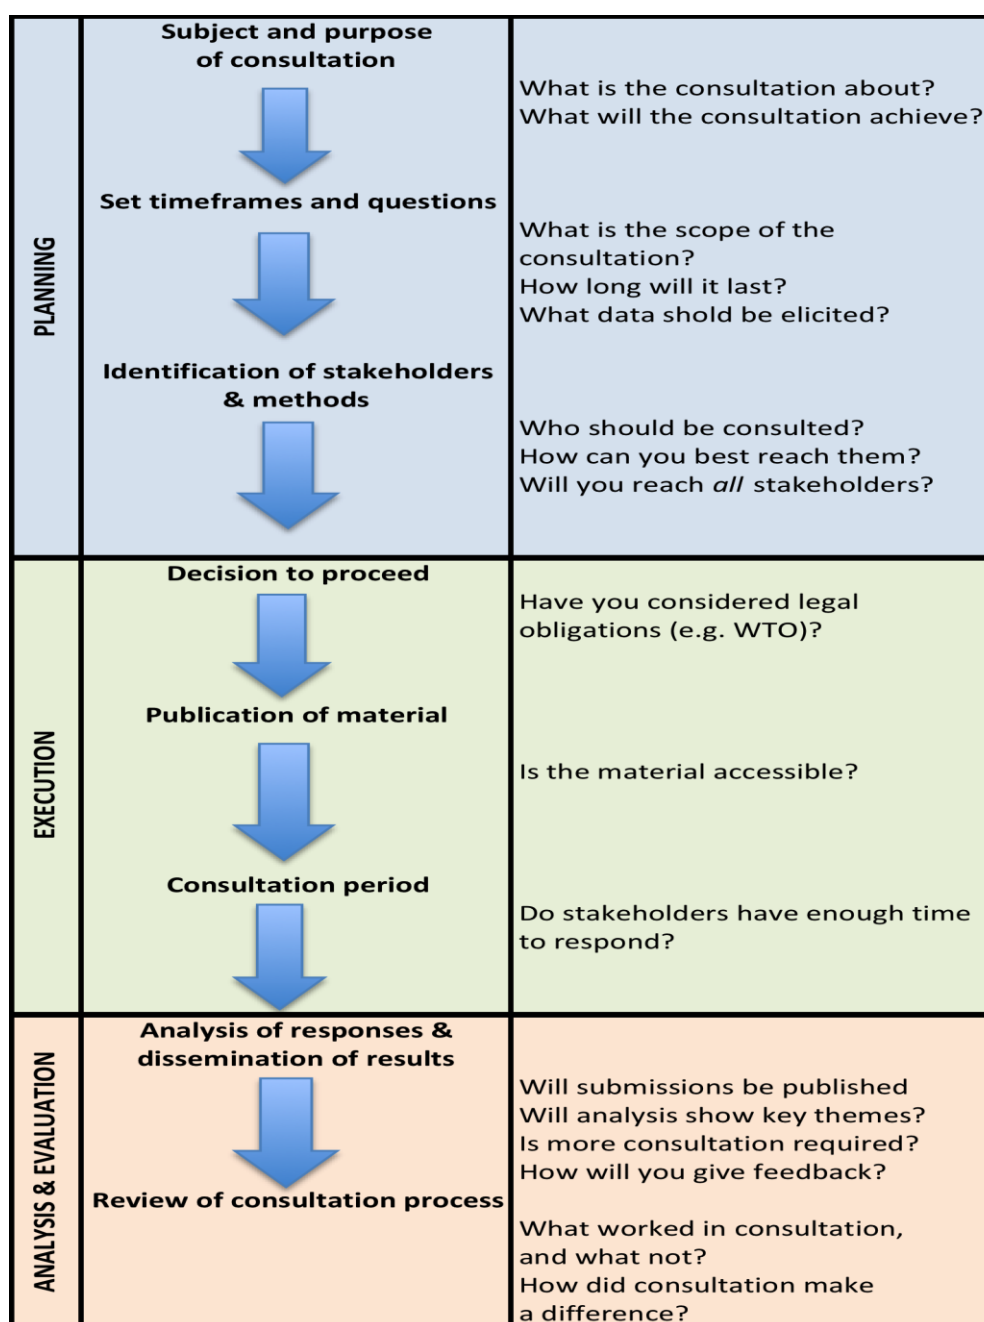 PLANNING
Subject and purpose
of consultation
What is the consultation about?
What will the consultation achieve?
Set timeframes and questions
What is the scope of the
consultation?
How long will it last?
What data shold be elicited?
Identification of stakeholders
& methods
Who should be consulted?
How can you best reach them?
Will you reach all stakeholders?
EXECUTION
Decision to proceed
Have you considered legal
obligations (e.g. WTO)?
Publication of material
Is the material accessible?
Consultation period
Do stakeholders have enough time
to respond?
ANALYSIS & EVALUATION
Analysis of responses &
dissemination of results
Will submissions be published
Will analysis show key themes?
Is more consultation required?
How will you give feedback?
Review of consultation process
What worked in consultation,
and what not?
How did consultation make
a difference?